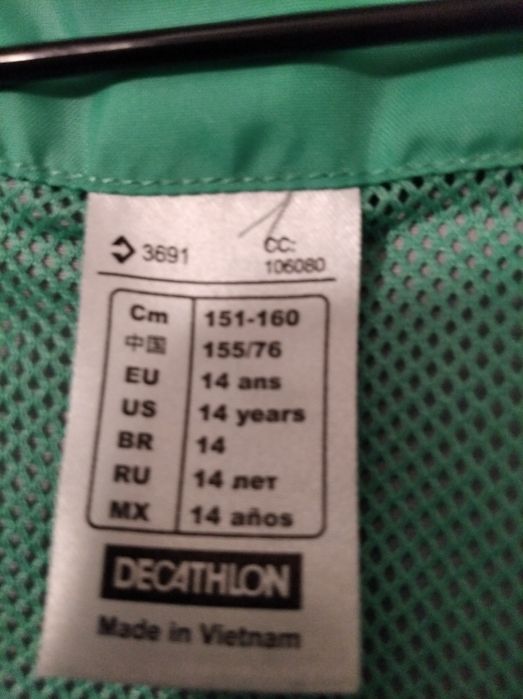 3691 CC:
106080
Cm 151-160
中国 155/76
EU 14 ans
US 14 years
BR 14
RU 14 лет
MX 14 años
DECATHLON
Made in Vietnam